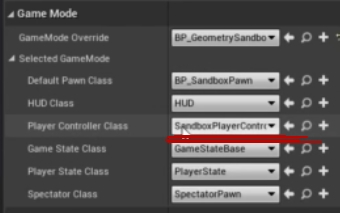 Game Mode
GameMode Override BP_GeometrySandbo
Selected GameMode
Default Pawn Class BP_SandboxPawn
HUD Class HUD
Player Controller Class SandboxPlayerContro
Game State Class GameStateBase
Player State Class PlayerState
Spectator Class SpectatorPawn